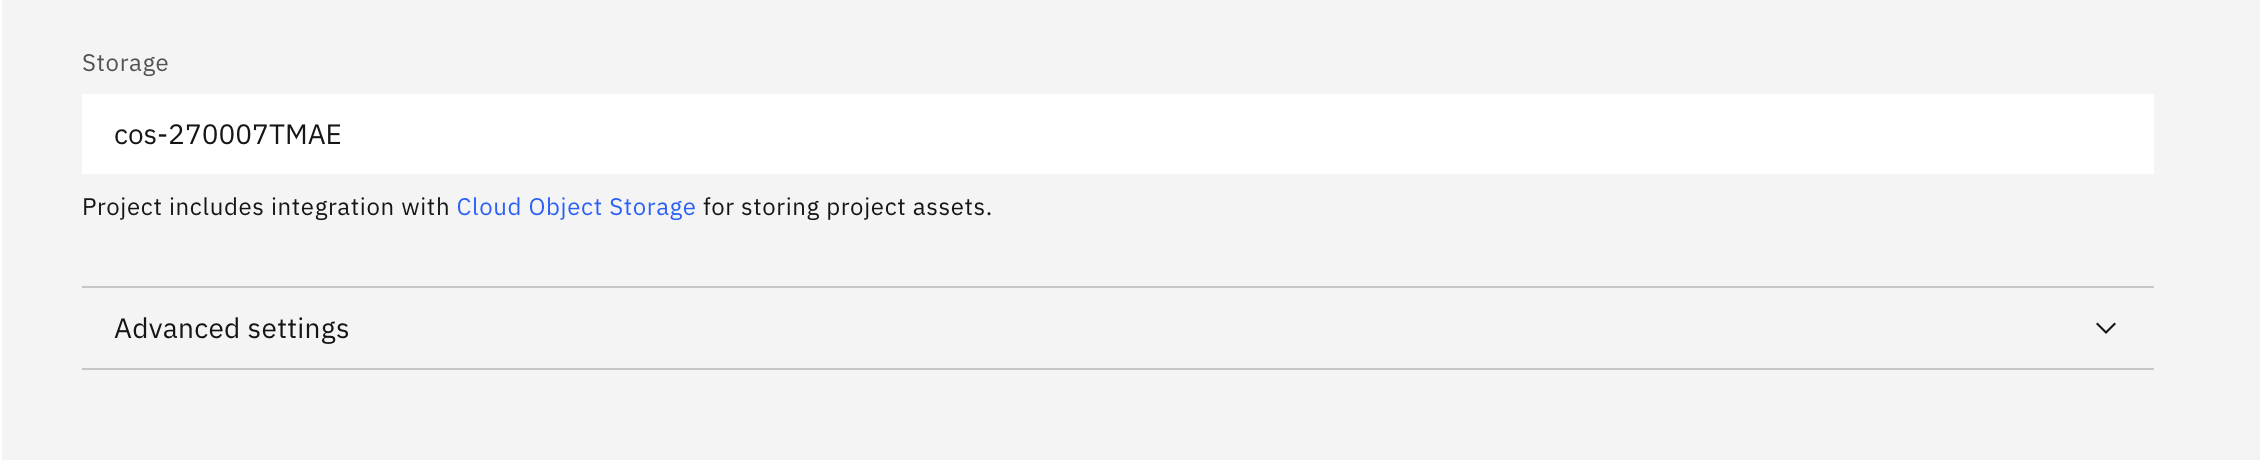 Storage
cos-270007TMAE
Project includes integration with Cloud Object Storage for storing project assets.
Advanced settings